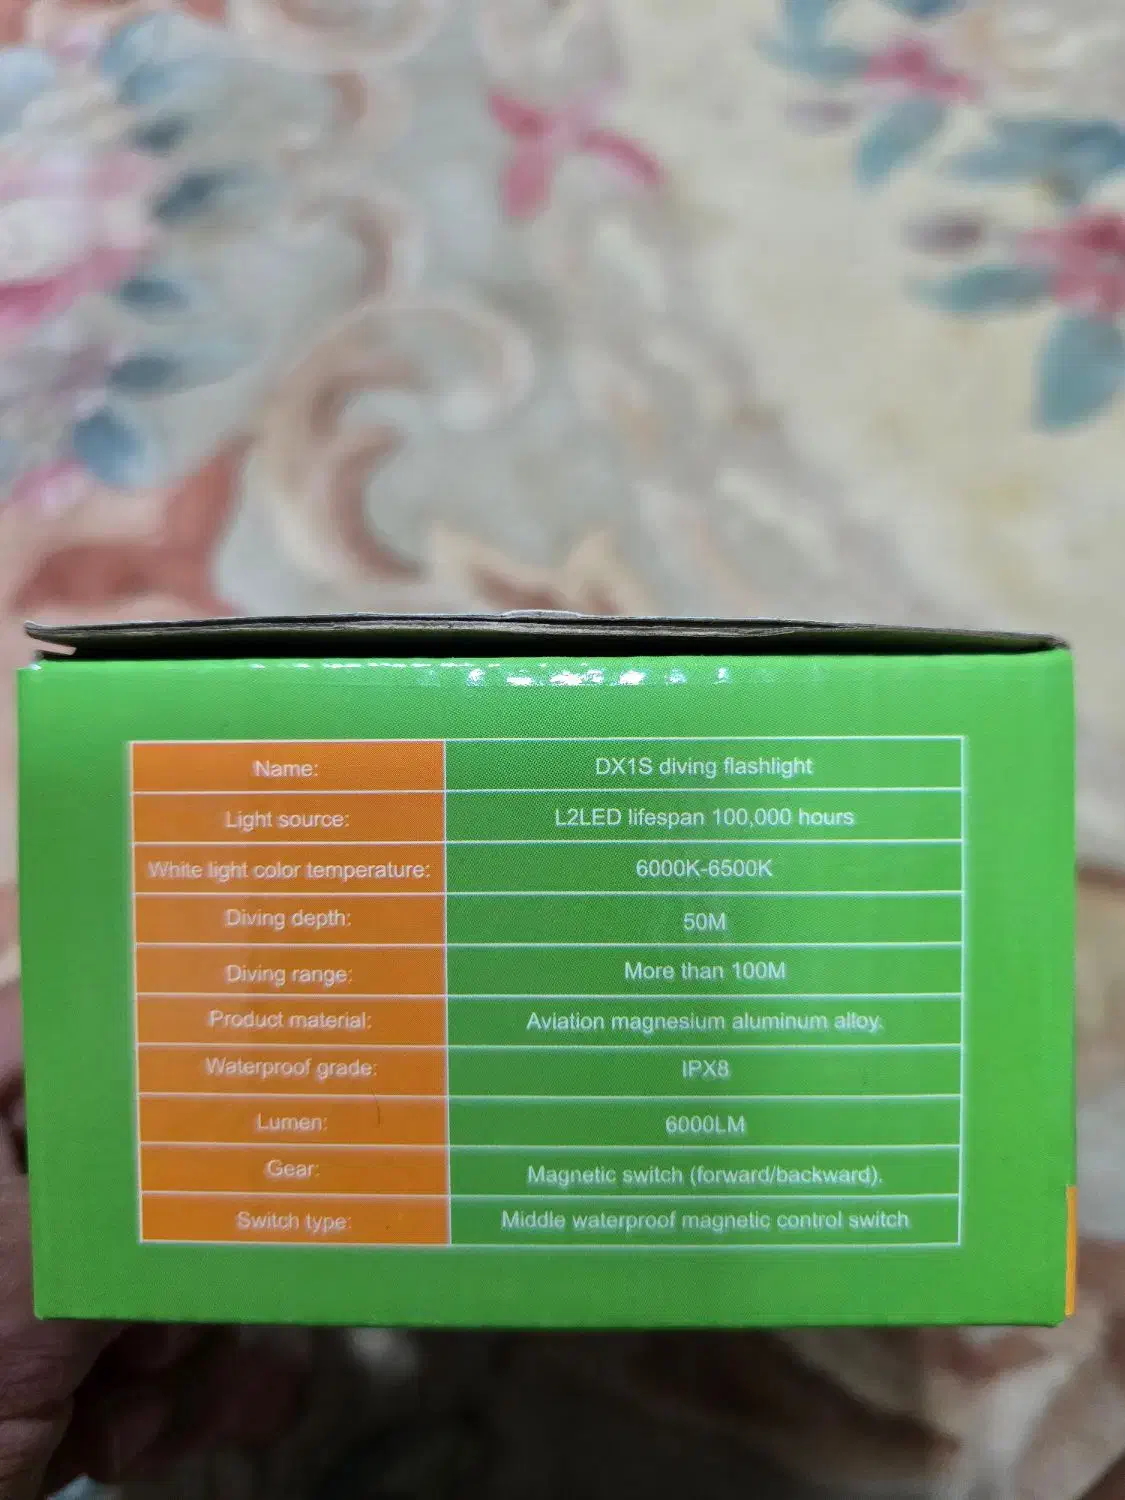 Name: DX1S diving flashlight
Light source: L2LED lifespan 100,000 hours
White light color temperature: 6000K-6500K
Diving depth: 50M
Diving range: More than 100M
Product material: Aviation magnesium aluminum alloy.
Waterproof grade: IPX8
Lumen: 6000LM
Gear: Magnetic switch (forward/backward).
Switch type: Middle waterproof magnetic control switch